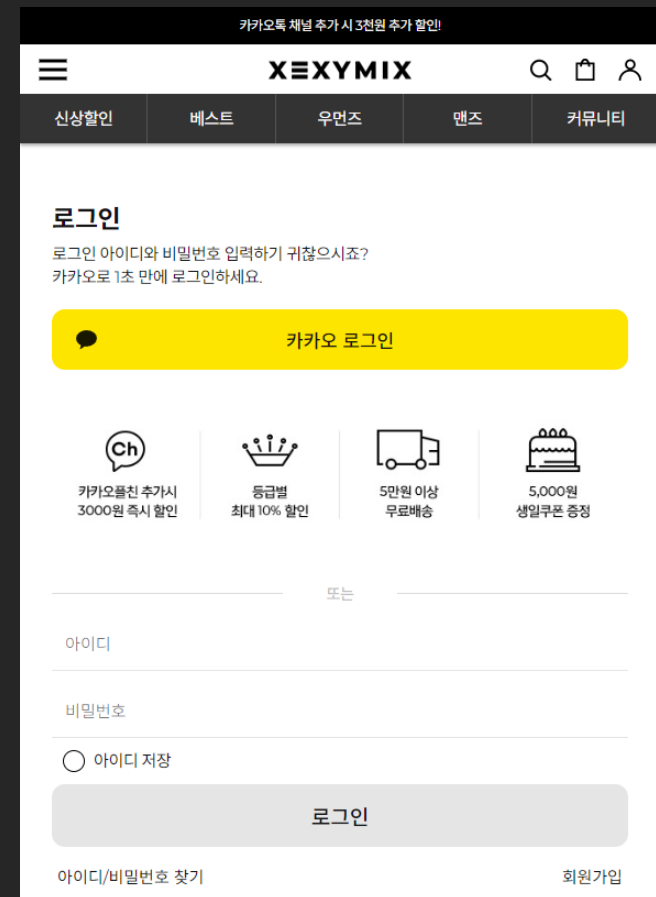 카카오톡 채널 추가 시 3천원 추가 할인!
XEXYMIX
신상할인 베스트 우먼즈 맨즈 커뮤니티
로그인
로그인 아이디와 비밀번호 입력하기 귀찮으시죠?
카카오로 1초 만에 로그인하세요.
카카오 로그인
Ch
카카오플친 추가시
3000원 즉시 할인
등급별
최대 10% 할인
5만원 이상
무료배송
5,000원
생일쿠폰 증정
또는
아이디
비밀번호
아이디 저장
로그인
아이디/비밀번호 찾기 회원가입